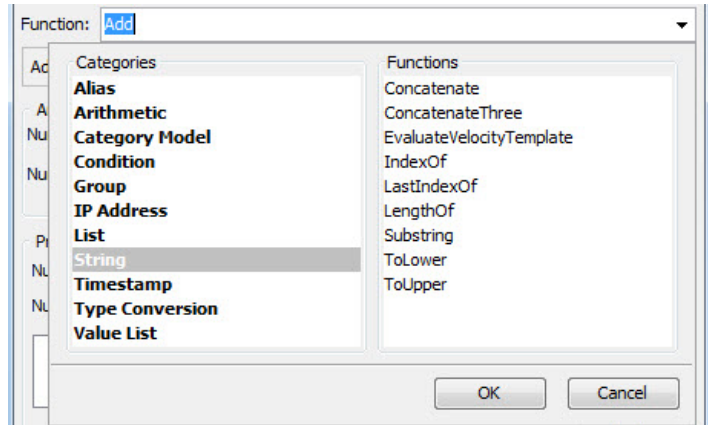 Function: Add
Ad
Categories
Functions
Alias
Arithmetic
Category Model
Condition
Group
IP Address
List
String
Timestamp
Type Conversion
Value List
Concatenate
ConcatenateThree
EvaluateVelocityTemplate
IndexOf
LastIndexOf
LengthOf
Substring
ToLower
ToUpper
A
Nu
Nu
Pr
Nu
Nu
OK
Cancel